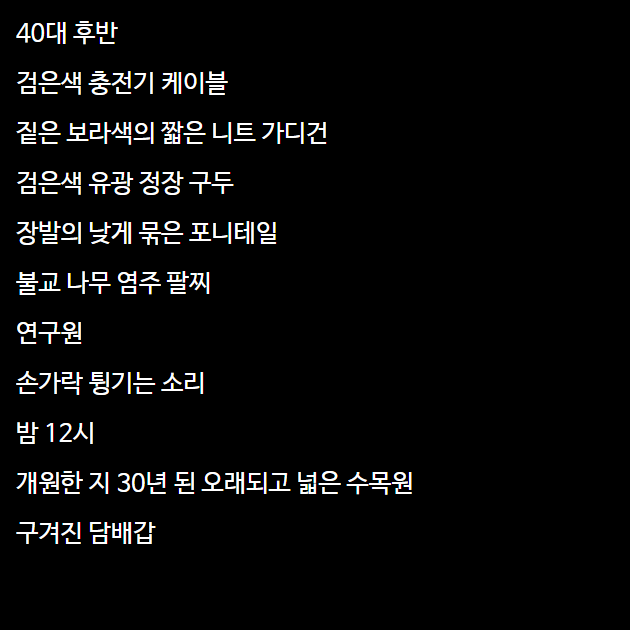 40대 후반
검은색 충전기 케이블
짙은 보라색의 짧은 니트 가디건
검은색 유광 정장 구두
장발의 낮게 묶은 포니테일
불교 나무 염주 팔찌
연구원
손가락 튕기는 소리
밤 12시
개원한 지 30년 된 오래되고 넓은 수목원
구겨진 담배갑